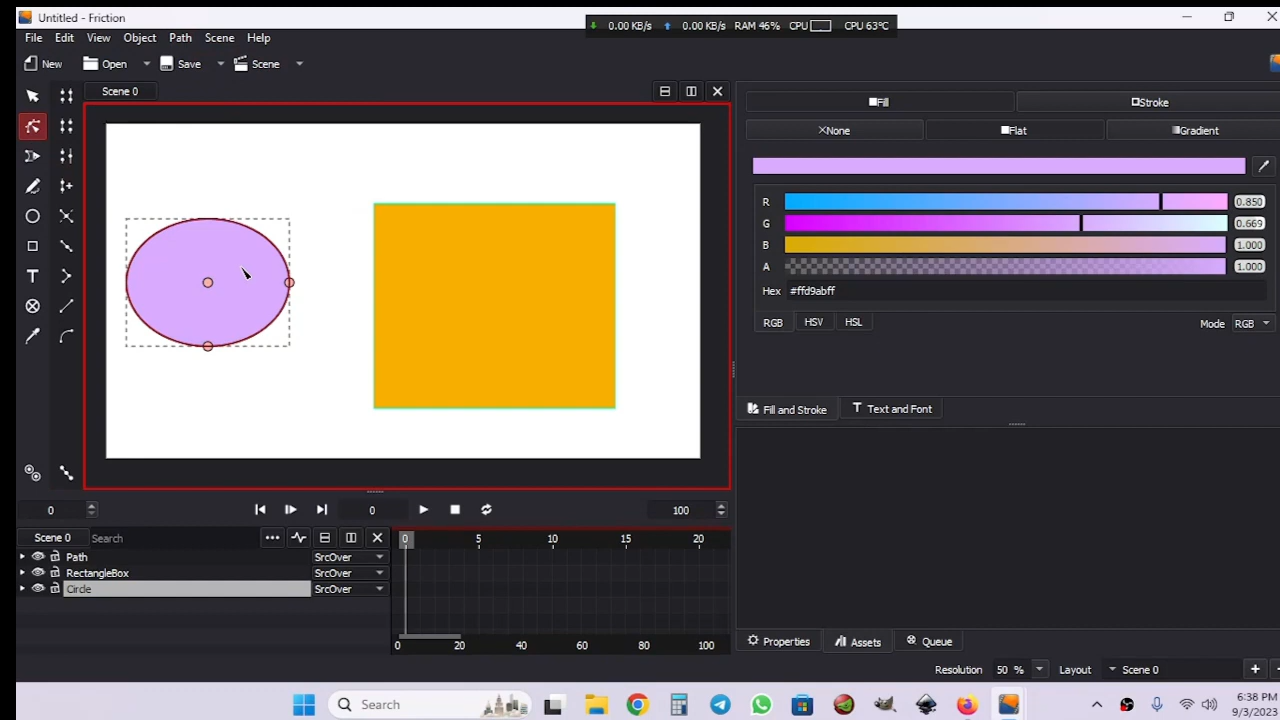 Untitled - Friction
0.00 KB/s 0.00 KB/s RAM 46% CPU CPU 63°C
File Edit View Object Path Scene Help
New Open Save Scene
Scene 0
Fill Stroke
None Flat Gradient
R 0.850
G 0.669
B 1.000
A 1.000
Hex #ffd9abff
RGB HSV HSL Mode RGB
Fill and Stroke T Text and Font
0 0 100
Scene 0 Search
0 5 10 15 20
Path SrcOver
RectangleBox SrcOver
Circle SrcOver
0 20 40 60 80 100
Properties Assets Queue
Resolution 50 % Layout Scene 0
Search
6:38 PM
9/3/2023